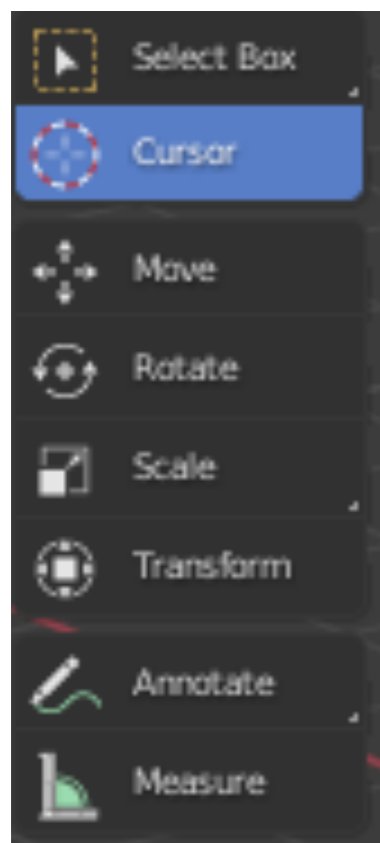 Select Box
Cursor
Move
Rotate
Scale
Transform
Annotate
Measure